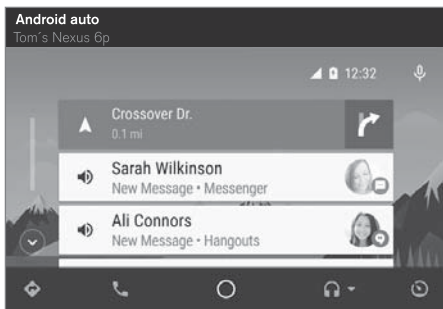 Android auto
Tom´s Nexus 6p
12:32
Crossover Dr.
0.1 mi
Sarah Wilkinson
New Message • Messenger
Ali Connors
New Message • Hangouts